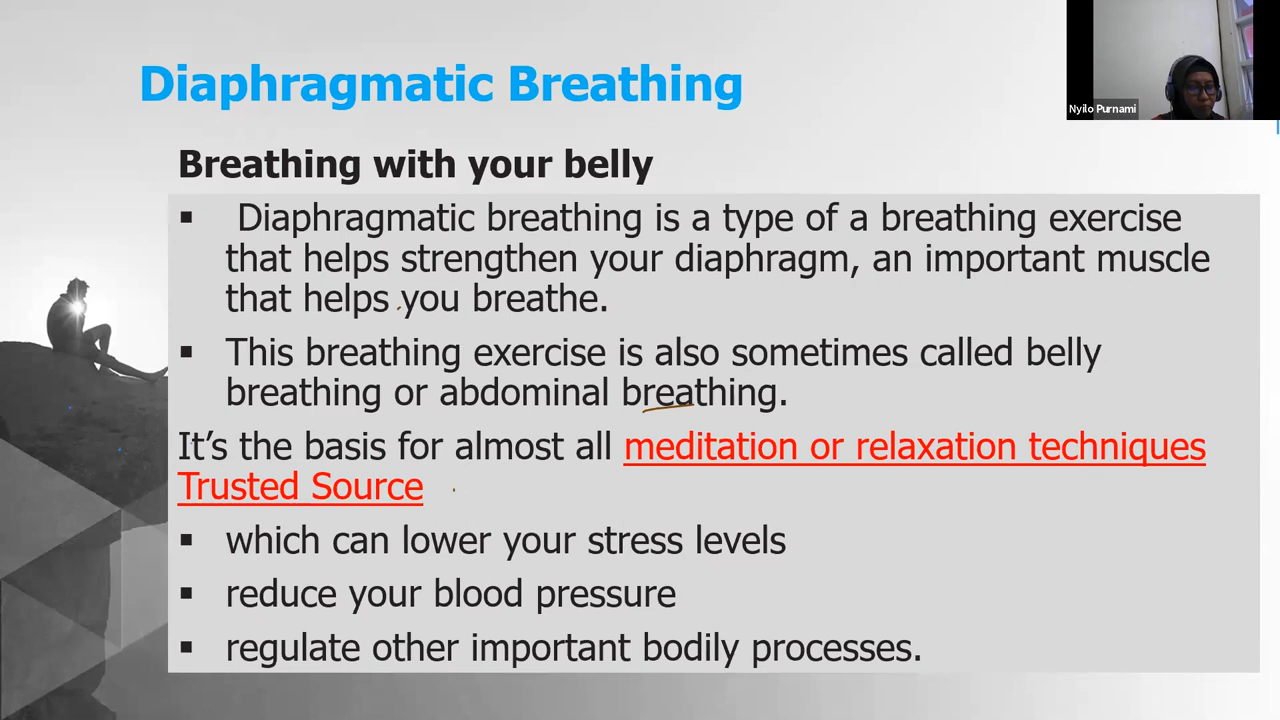 Diaphragmatic Breathing
Nyilo Purnami
Breathing with your belly
▪ Diaphragmatic breathing is a type of a breathing exercise
that helps strengthen your diaphragm, an important muscle
that helps you breathe.
▪ This breathing exercise is also sometimes called belly
breathing or abdominal breathing.
It’s the basis for almost all meditation or relaxation techniques
Trusted Source
▪ which can lower your stress levels
▪ reduce your blood pressure
▪ regulate other important bodily processes.